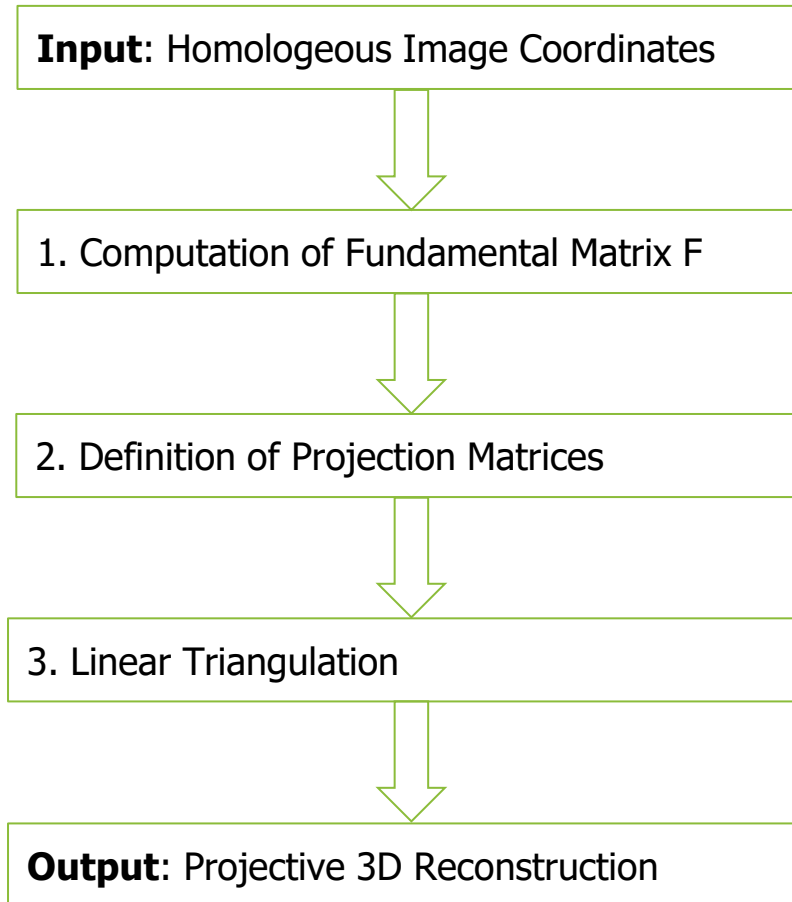 Input: Homologeous Image Coordinates
1. Computation of Fundamental Matrix F
2. Definition of Projection Matrices
3. Linear Triangulation
Output: Projective 3D Reconstruction